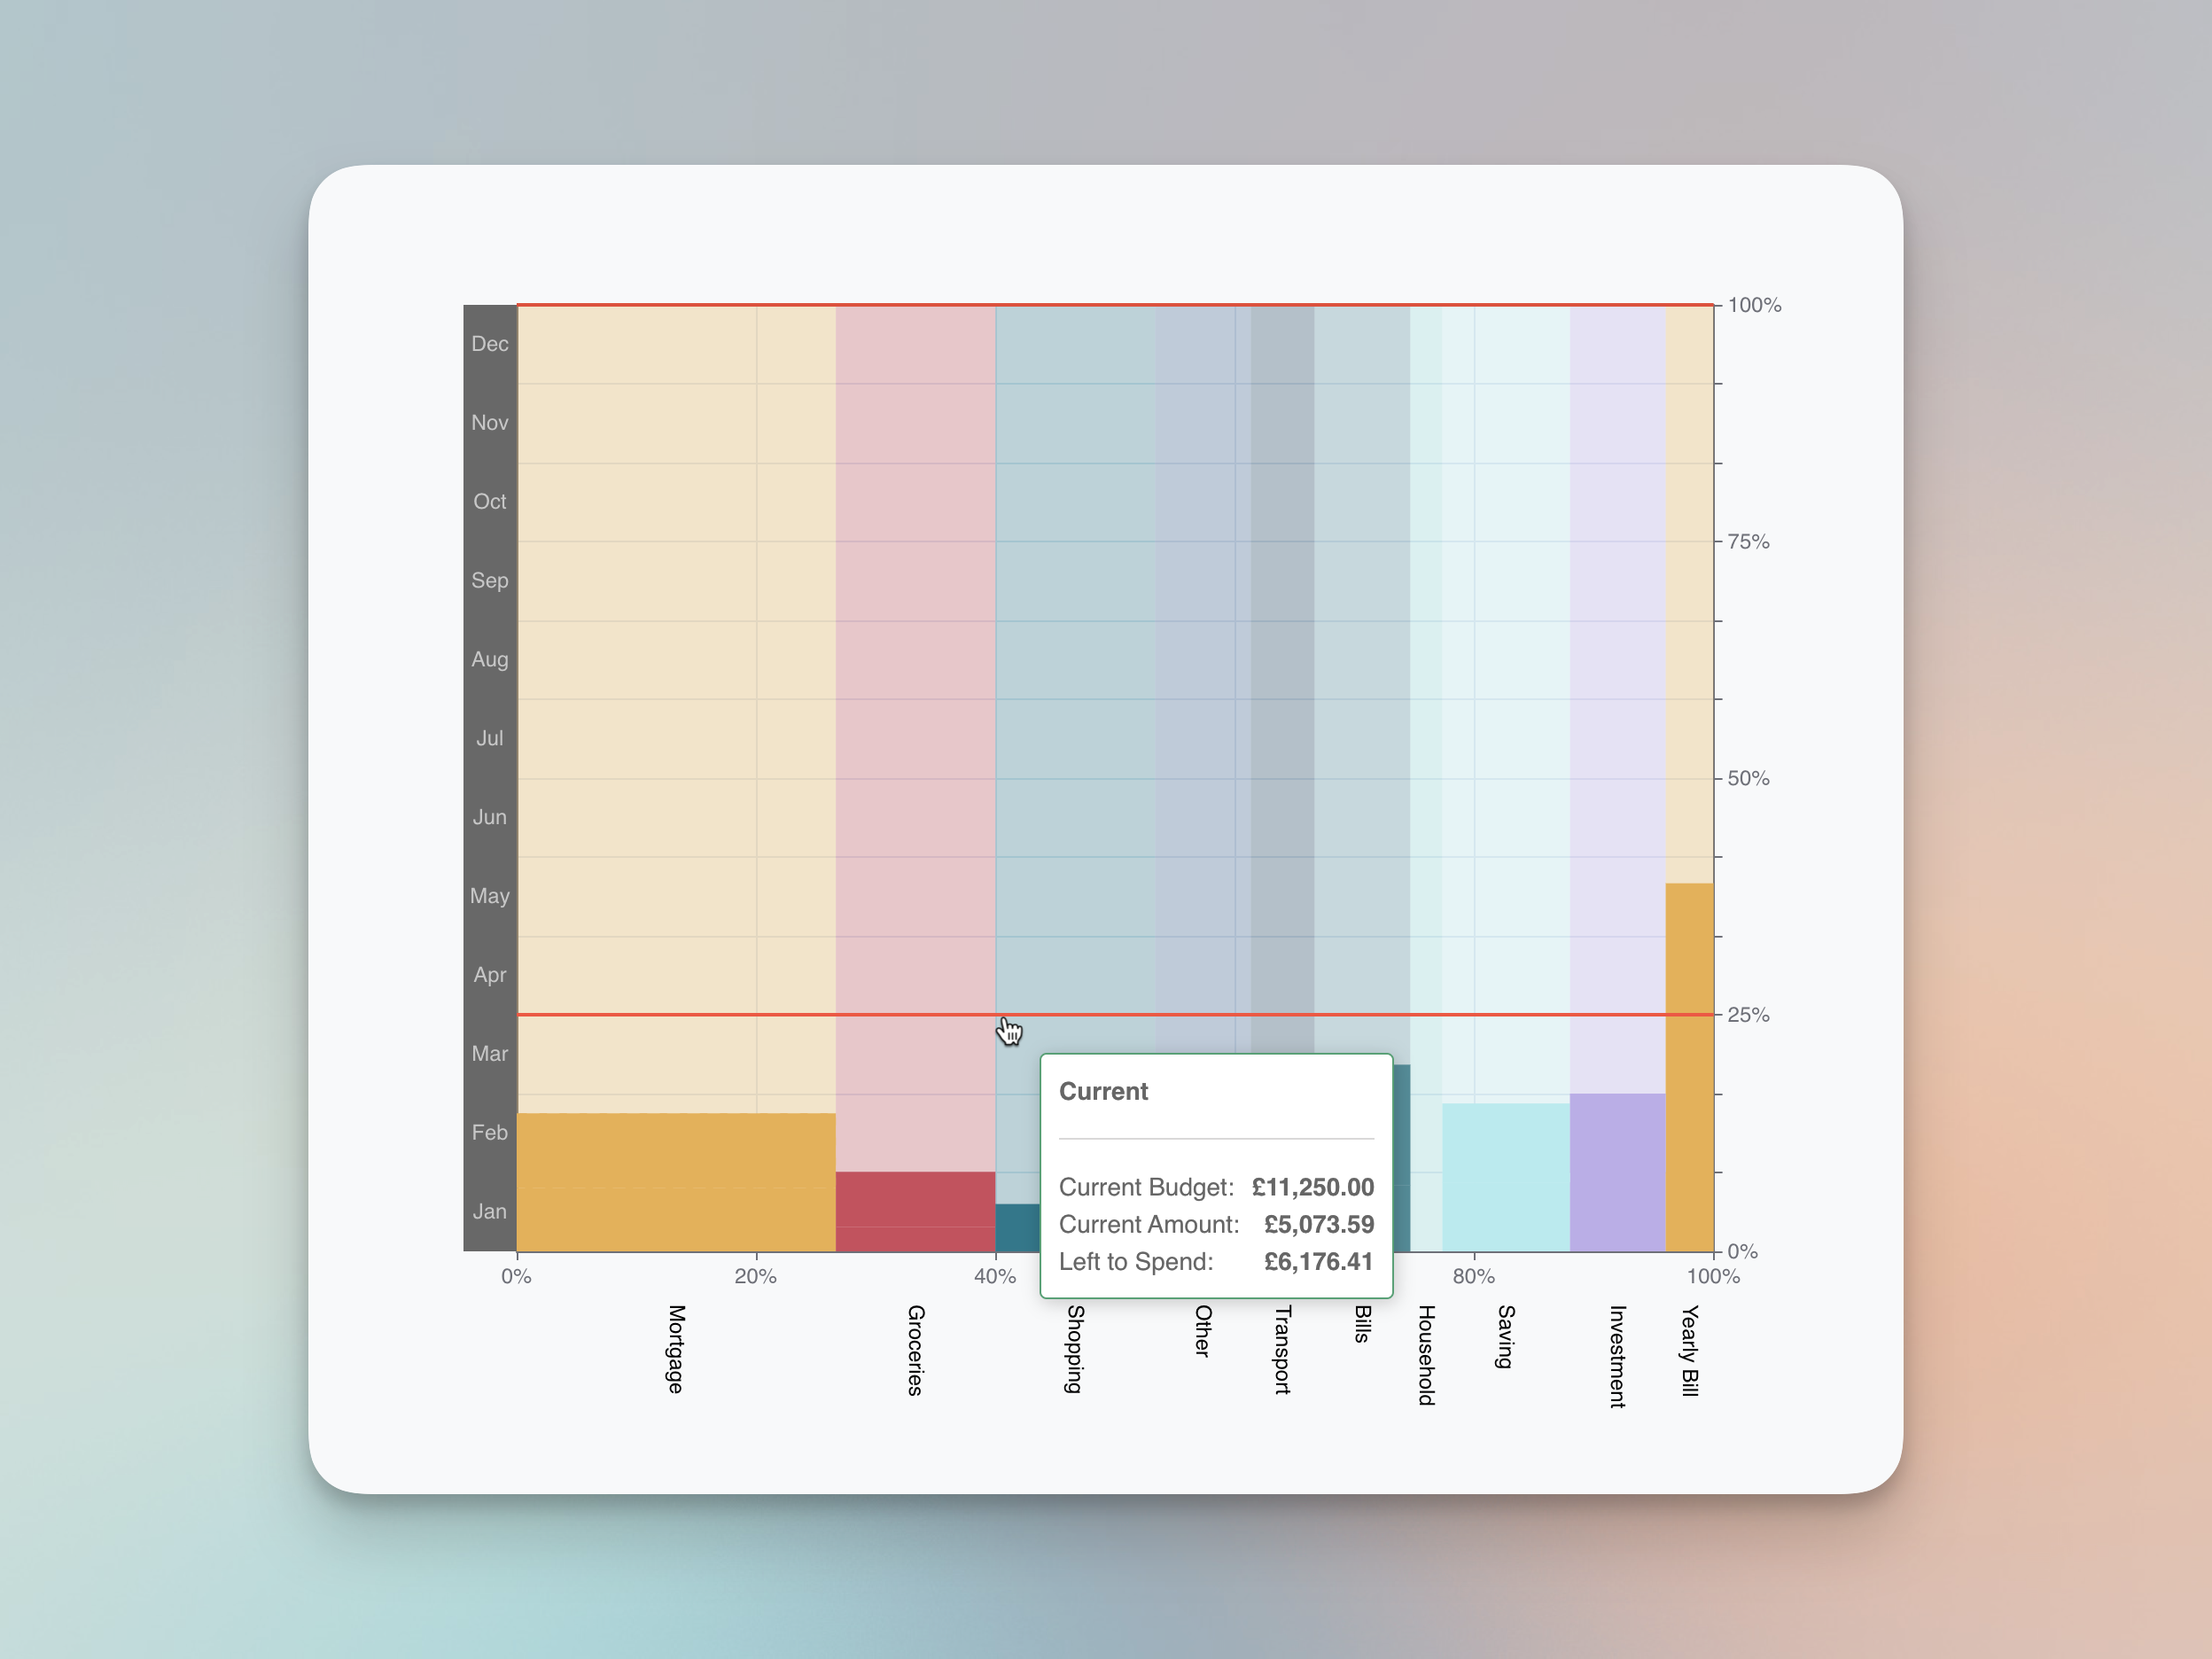 100%
Dec
Nov
Oct
75%
Sep
Aug
Jul
50%
Jun
May
Apr
25%
Mar
Feb
Jan
0%
Current
Current Budget: £11,250.00
Current Amount: £5,073.59
Left to Spend: £6,176.41
0% 20% 40% 80% 100%
Mortgage
Groceries
Shopping
Other
Transport
Bills
Household
Saving
Investment
Yearly Bill